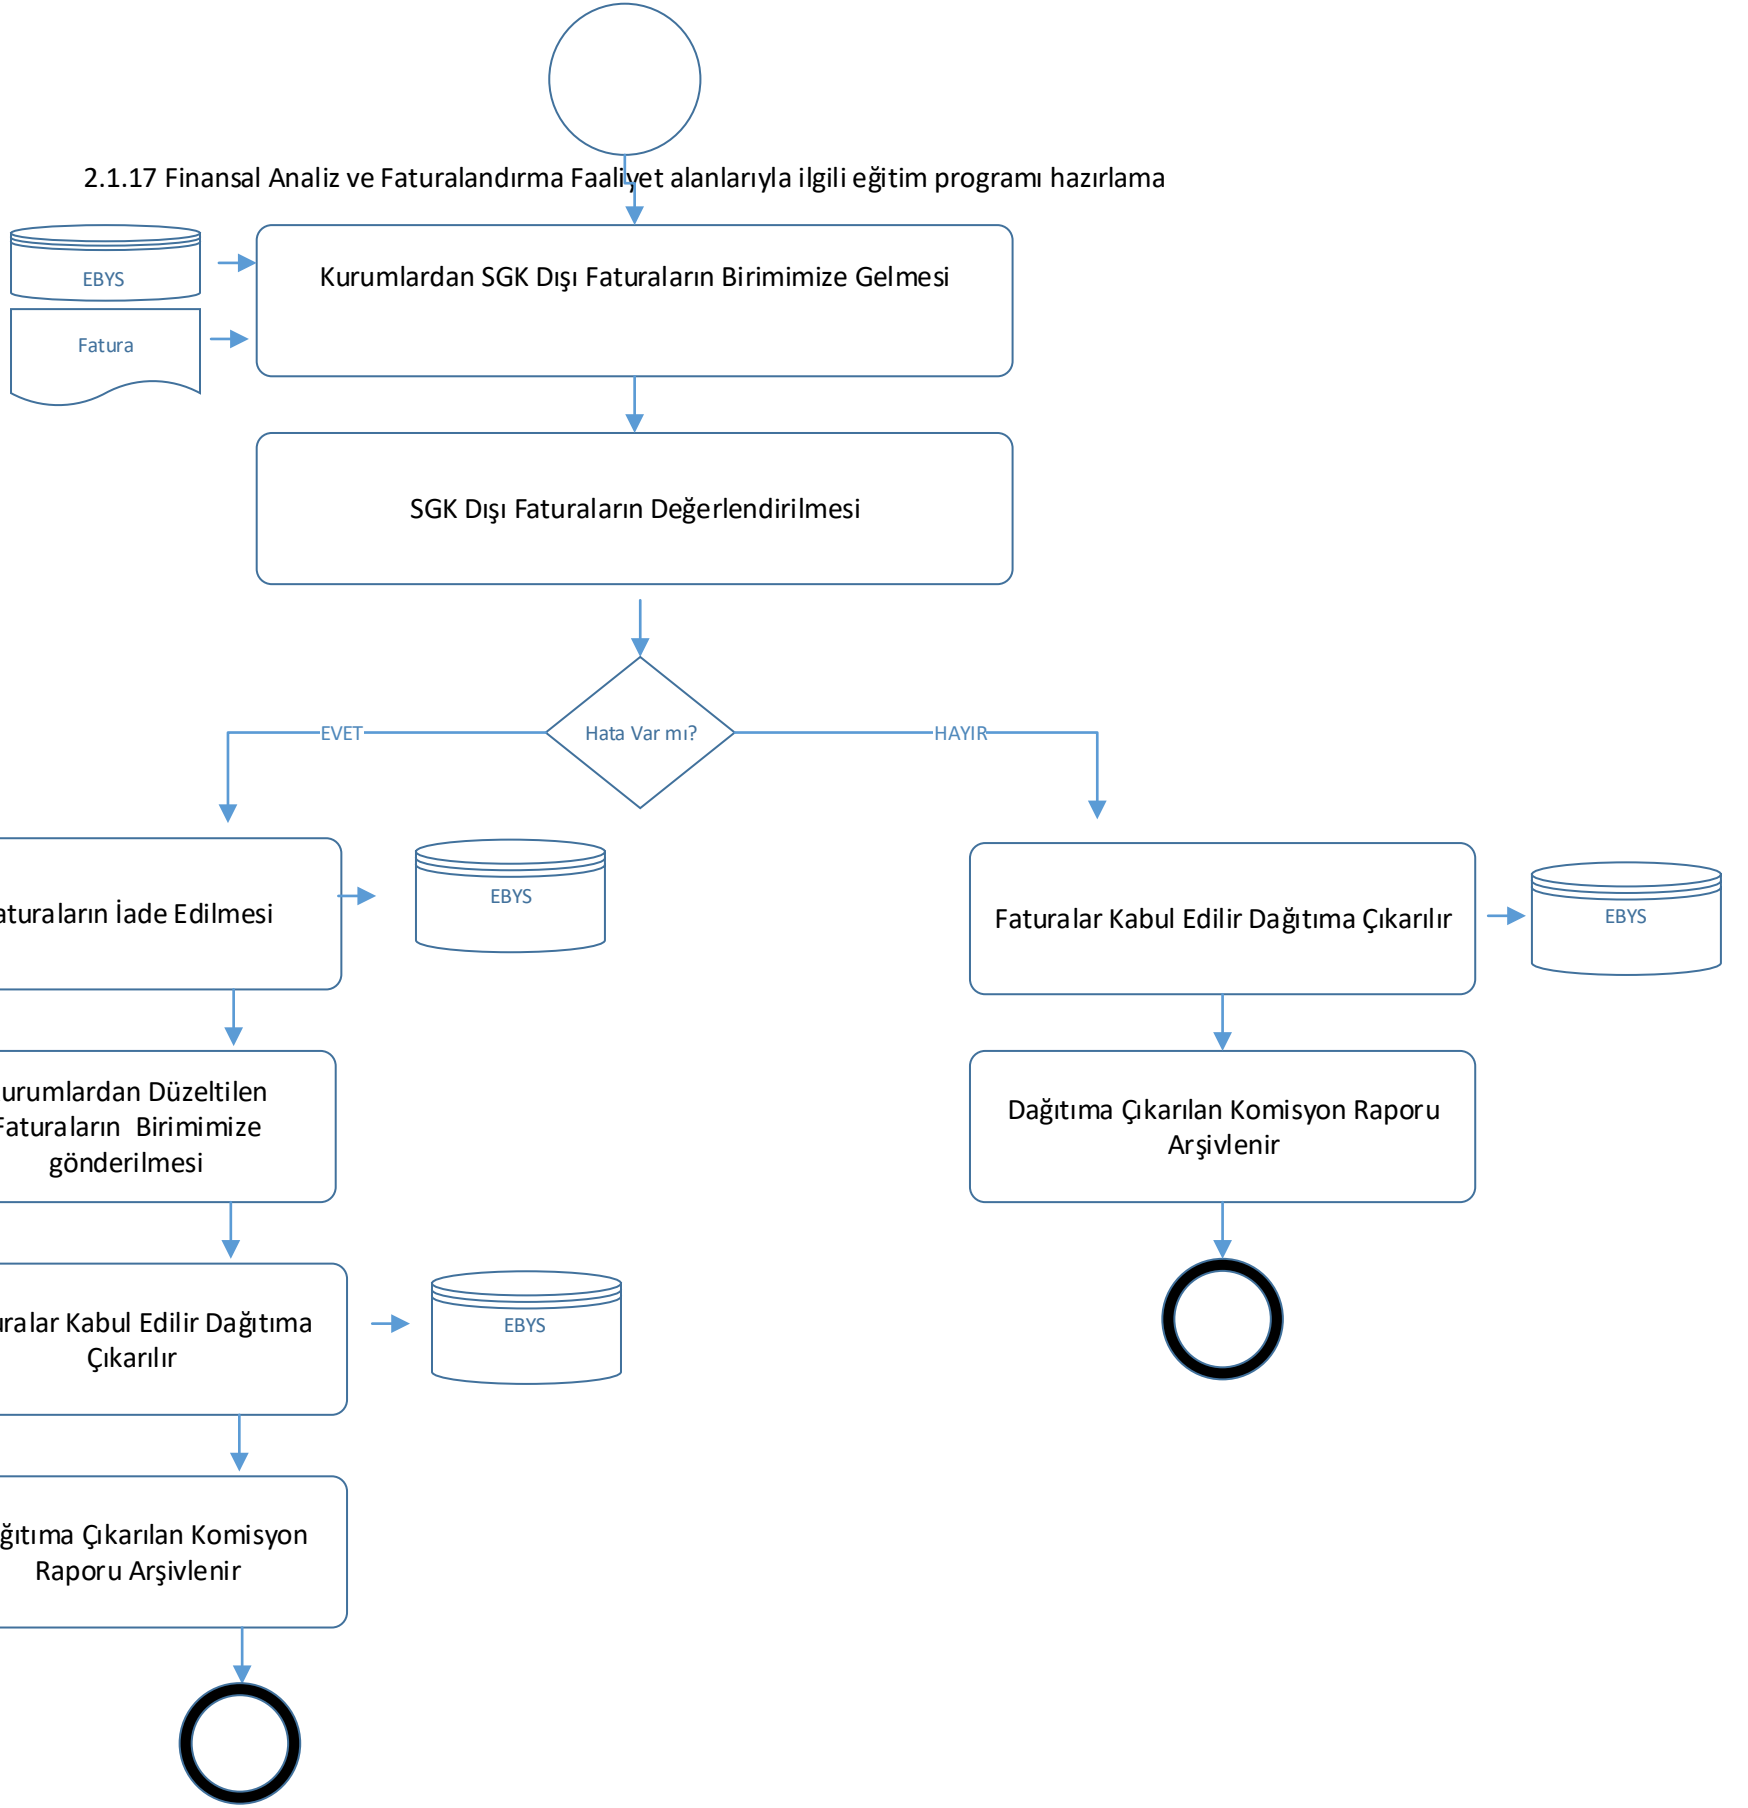 2.1.17 Finansal Analiz ve Faturalandırma Faaliyet alanlarıyla ilgili eğitim programı hazırlama
EBYS
Kurumlardan SGK Dışı Faturaların Birimimize Gelmesi
Fatura
SGK Dışı Faturaların Değerlendirilmesi
Hata Var mı?
EVET
HAYIR
aturaların İade Edilmesi
EBYS
Faturalar Kabul Edilir Dağıtıma Çıkarılır
EBYS
urumlardan Düzeltilen
Faturaların Birimimize
gönderilmesi
Dağıtıma Çıkarılan Komisyon Raporu
Arşivlenir
ralar Kabul Edilir Dağıtıma
Çıkarılır
EBYS
ğıtıma Çıkarılan Komisyon
Raporu Arşivlenir